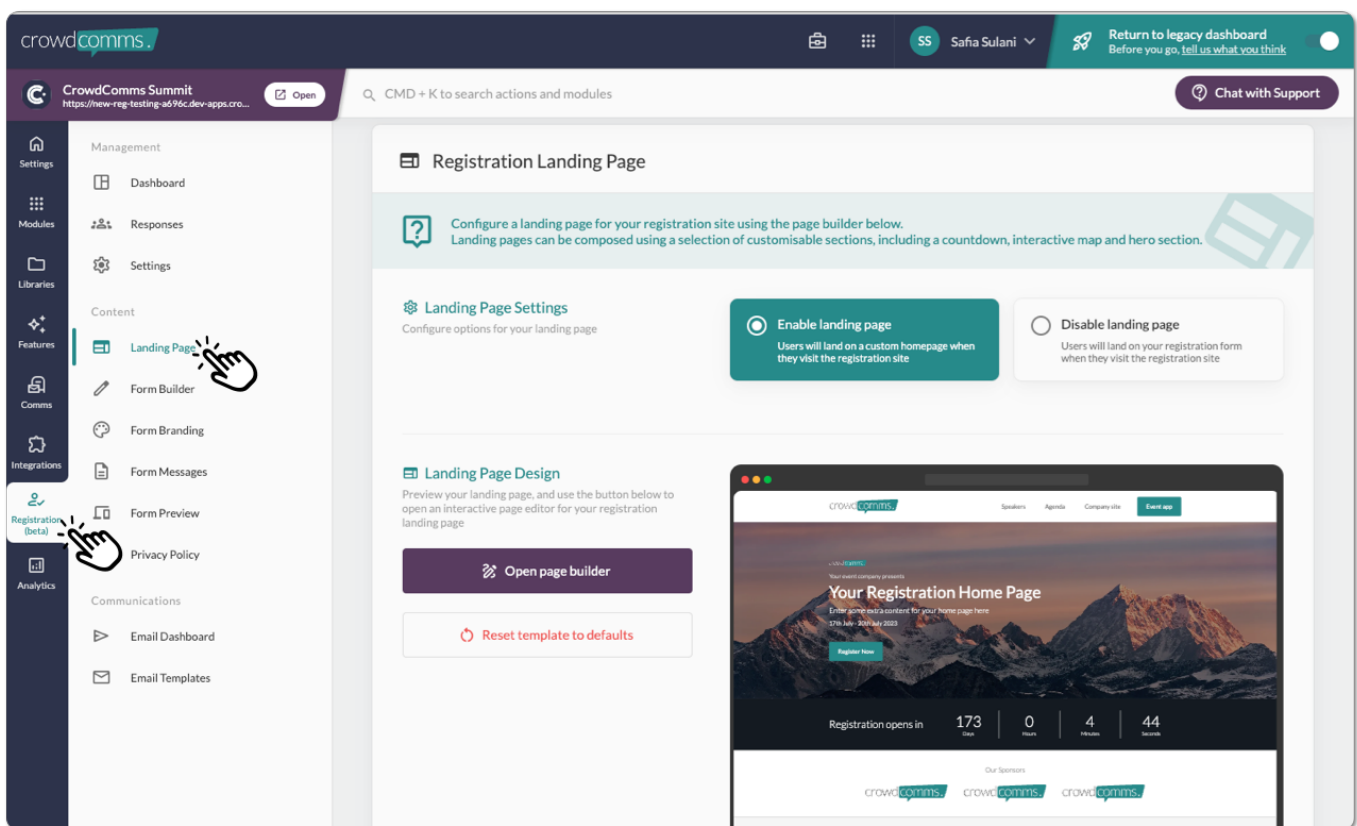 crowdcomms.
SS
Safia Sulani
Return to legacy dashboard
Before you go, tell us what you think
CrowdComms Summit
https://new-reg-testing-a696c.dev-apps.cro...
Open
CMD + K to search actions and modules
Chat with Support
Settings
Modules
Libraries
Features
Comms
Integrations
Registration
(beta)
Analytics
Management
Dashboard
Responses
Settings
Content
Landing Page
Form Builder
Form Branding
Form Messages
Form Preview
Privacy Policy
Communications
Email Dashboard
Email Templates
Registration Landing Page
Configure a landing page for your registration site using the page builder below.
Landing pages can be composed using a selection of customisable sections, including a countdown, interactive map and hero section.
Landing Page Settings
Configure options for your landing page
Enable landing page
Users will land on a custom homepage when
they visit the registration site
Disable landing page
Users will land on your registration form
when they visit the registration site
Landing Page Design
Preview your landing page, and use the button below to
open an interactive page editor for your registration
landing page
Open page builder
Reset template to defaults
crowdcomms.
Speakers Agenda Company site Event app
crowdcomms.
Your event company presents
Your Registration Home Page
Enter some extra content for your home page here
17th July - 20th July 2023
Register Now
Registration opens in 173 0 4 44
Days Hours Minutes Seconds
Our Sponsors
crowdcomms. crowdcomms. crowdcomms.